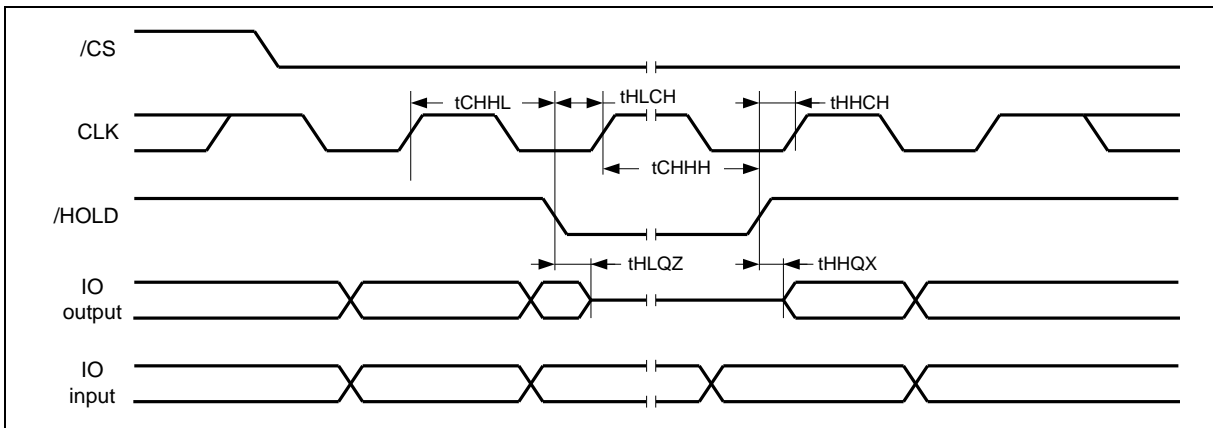 /CS
tCHHL
tHLCH
tHHCH
CLK
tCHHH
/HOLD
tHLQZ
tHHQX
IO
output
IO
input